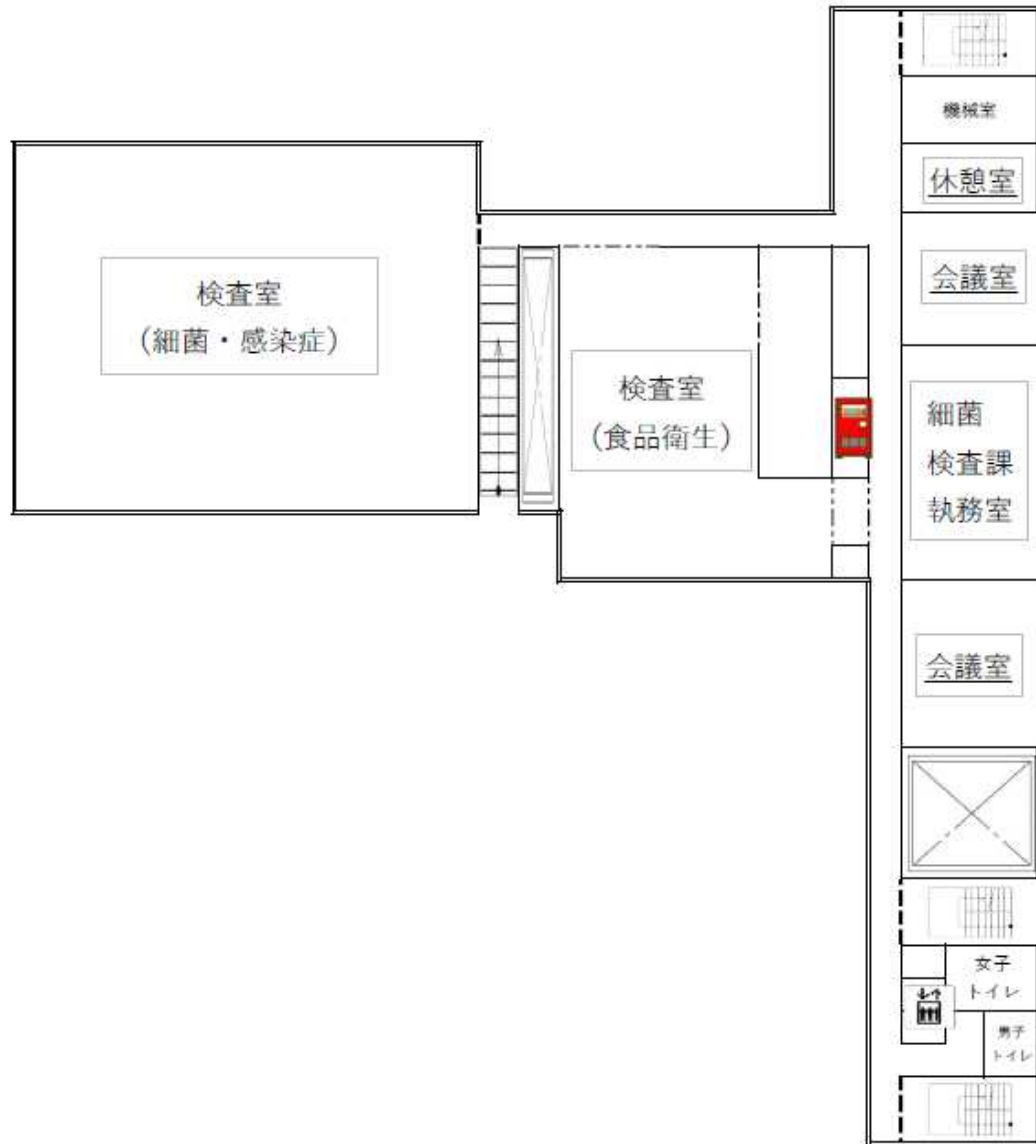 機械室
休憩室
会議室
検査室
（細菌・感染症）
検査室
（食品衛生）
細菌
検査課
執務室
会議室
女子
トイレ
男子
トイレ